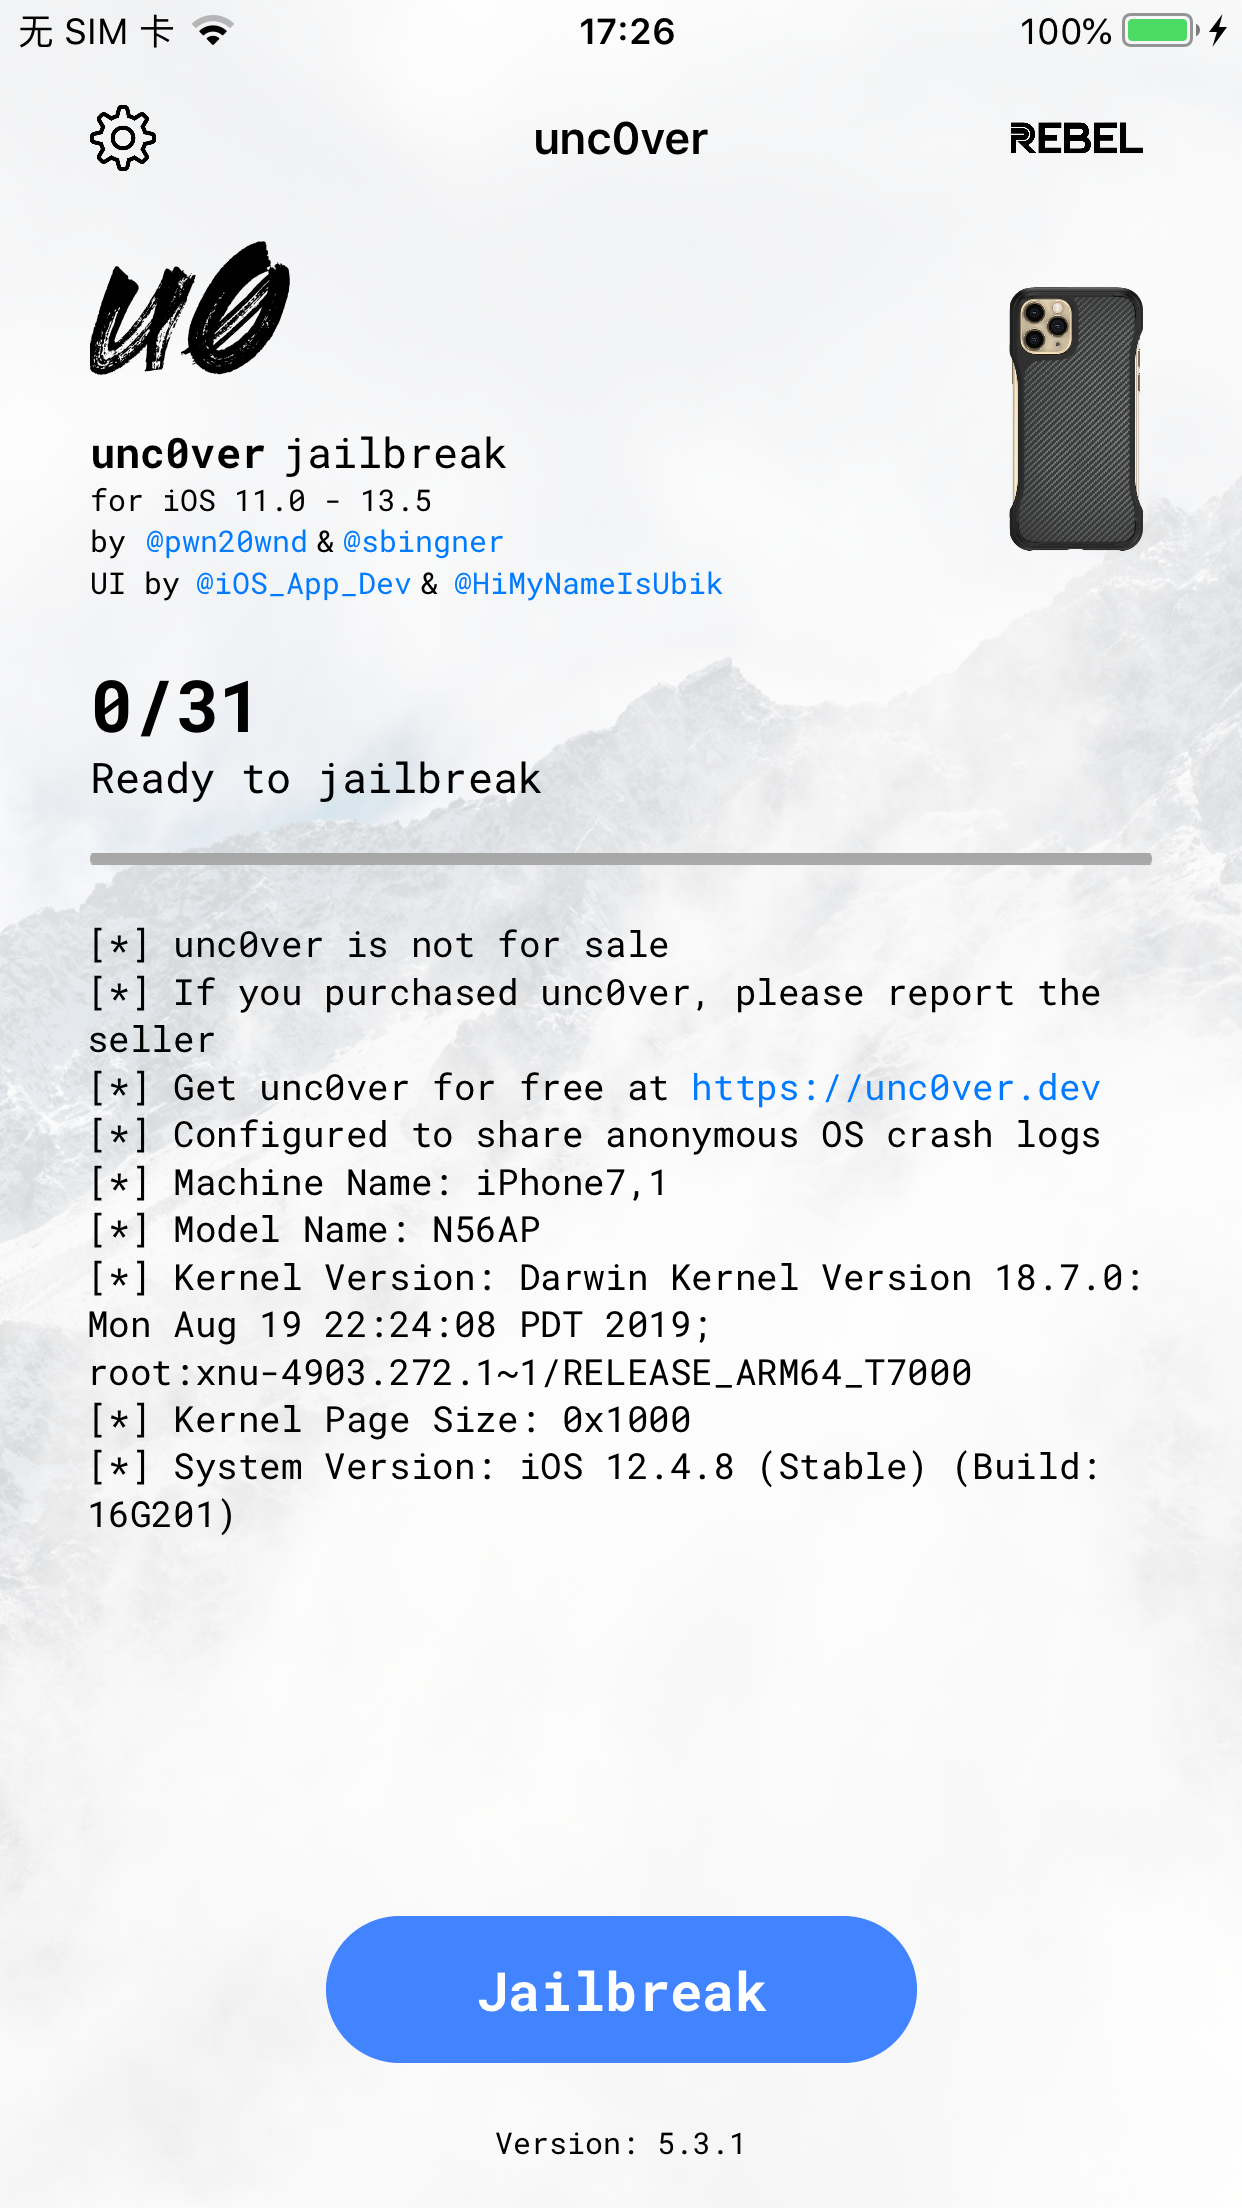 无 SIM 卡 17:26 100%
unc0ver REBEL
u0
unc0ver jailbreak
for iOS 11.0 - 13.5
by @pwn20wnd & @sbingner
UI by @iOS_App_Dev & @HiMyNameIsUbik
0/31
Ready to jailbreak
[*] unc0ver is not for sale
[*] If you purchased unc0ver, please report the
seller
[*] Get unc0ver for free at https://unc0ver.dev
[*] Configured to share anonymous OS crash logs
[*] Machine Name: iPhone7,1
[*] Model Name: N56AP
[*] Kernel Version: Darwin Kernel Version 18.7.0:
Mon Aug 19 22:24:08 PDT 2019;
root:xnu-4903.272.1~1/RELEASE_ARM64_T7000
[*] Kernel Page Size: 0x1000
[*] System Version: iOS 12.4.8 (Stable) (Build:
16G201)
Jailbreak
Version: 5.3.1